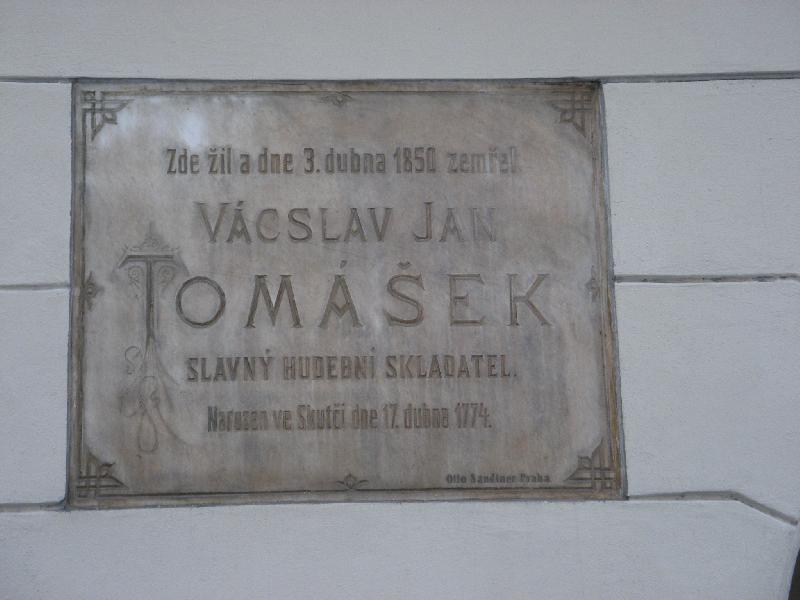 Zde žil a dne 3. dubna 1850 zemřel
VÁCSLAV JAN
TOMÁŠEK
SLAVNÝ HUDEBNÍ SKLADATEL.
Narozen ve Skutči dne 17. dubna 1774.
Otto Praha